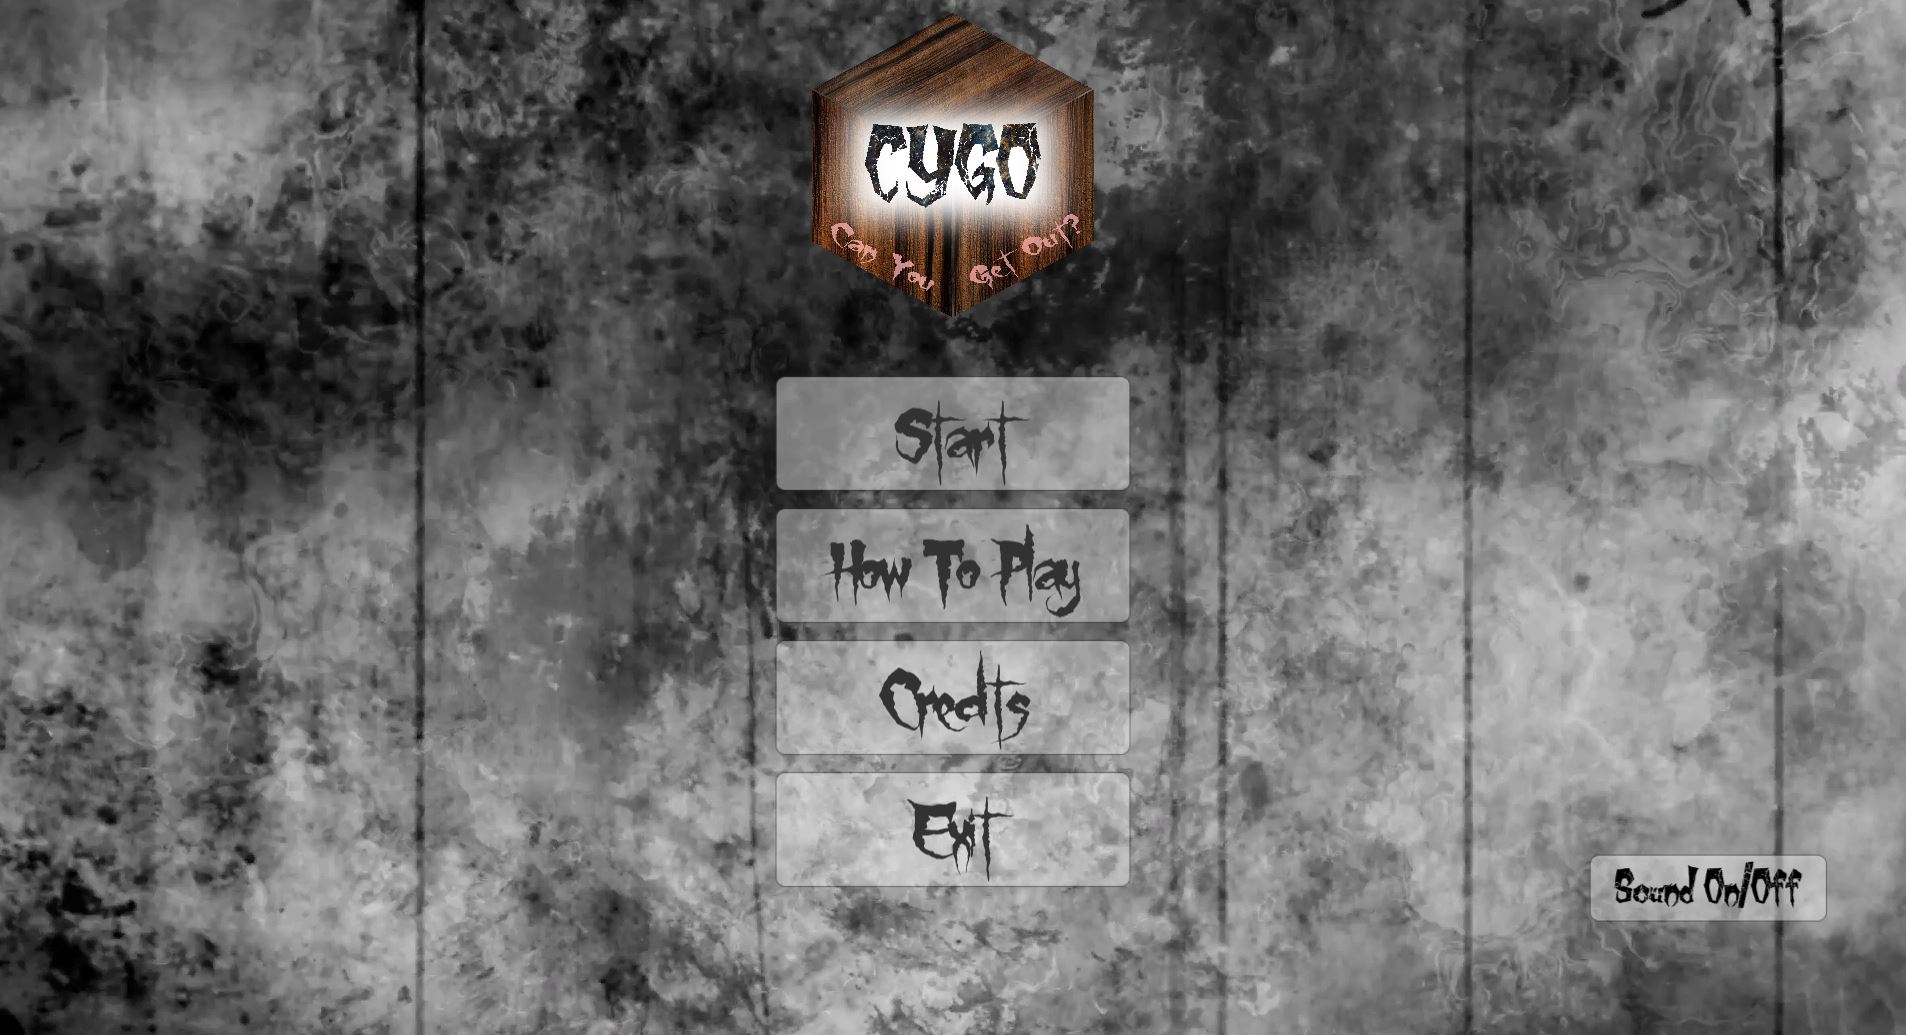 CYGO
Can You Get Out?
Start
How To Play
Credits
Exit
Sound On/Off